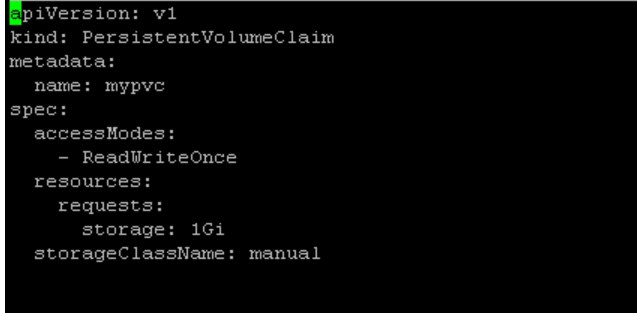 apiVersion: v1
kind: PersistentVolumeClaim
metadata:
  name: mypvc
spec:
  accessModes:
    - ReadWriteOnce
  resources:
    requests:
      storage: 1Gi
  storageClassName: manual